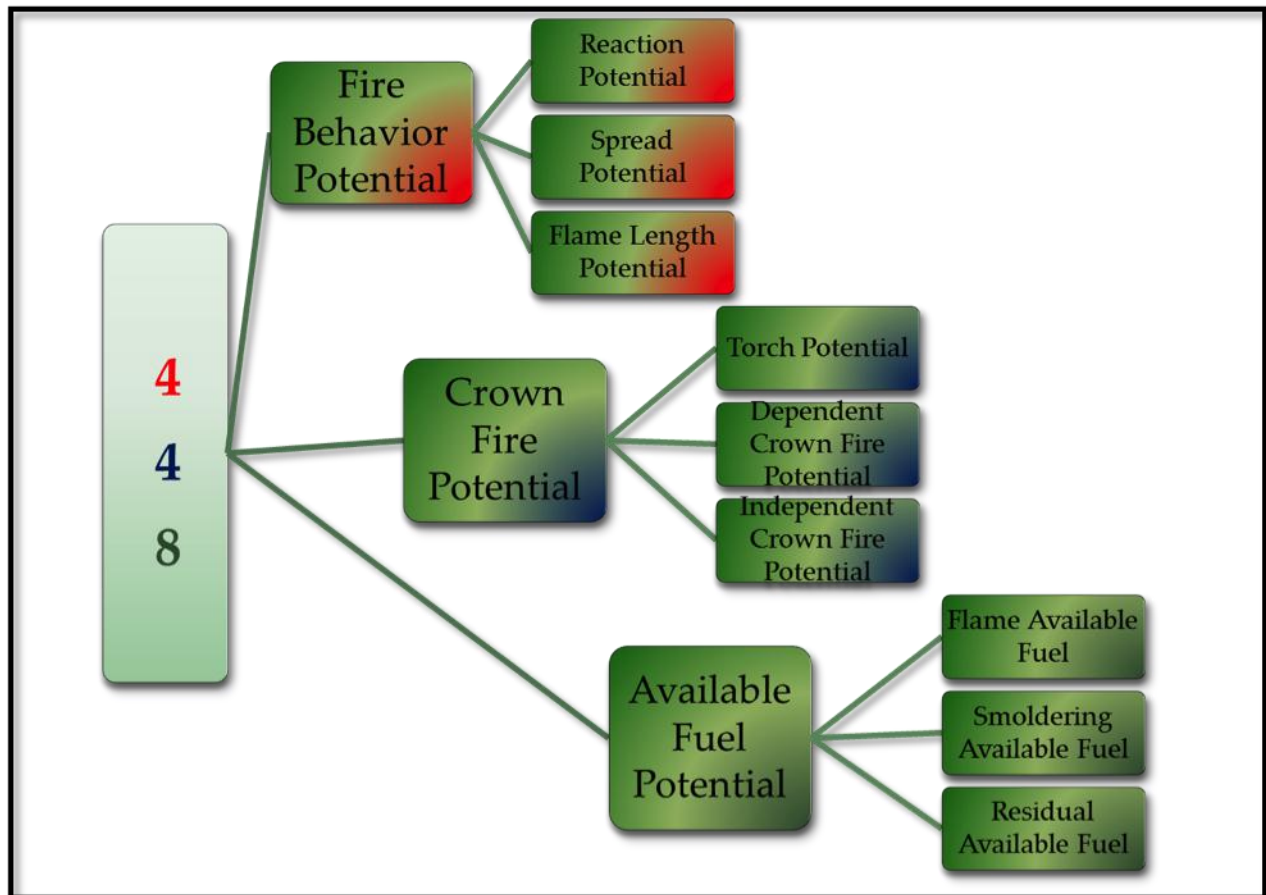 4
4
8
Fire
Behavior
Potential
Reaction
Potential
Spread
Potential
Flame Length
Potential
Crown
Fire
Potential
Torch Potential
Dependent
Crown Fire
Potential
Independent
Crown Fire
Potential
Available
Fuel
Potential
Flame Available
Fuel
Smoldering
Available Fuel
Residual
Available Fuel